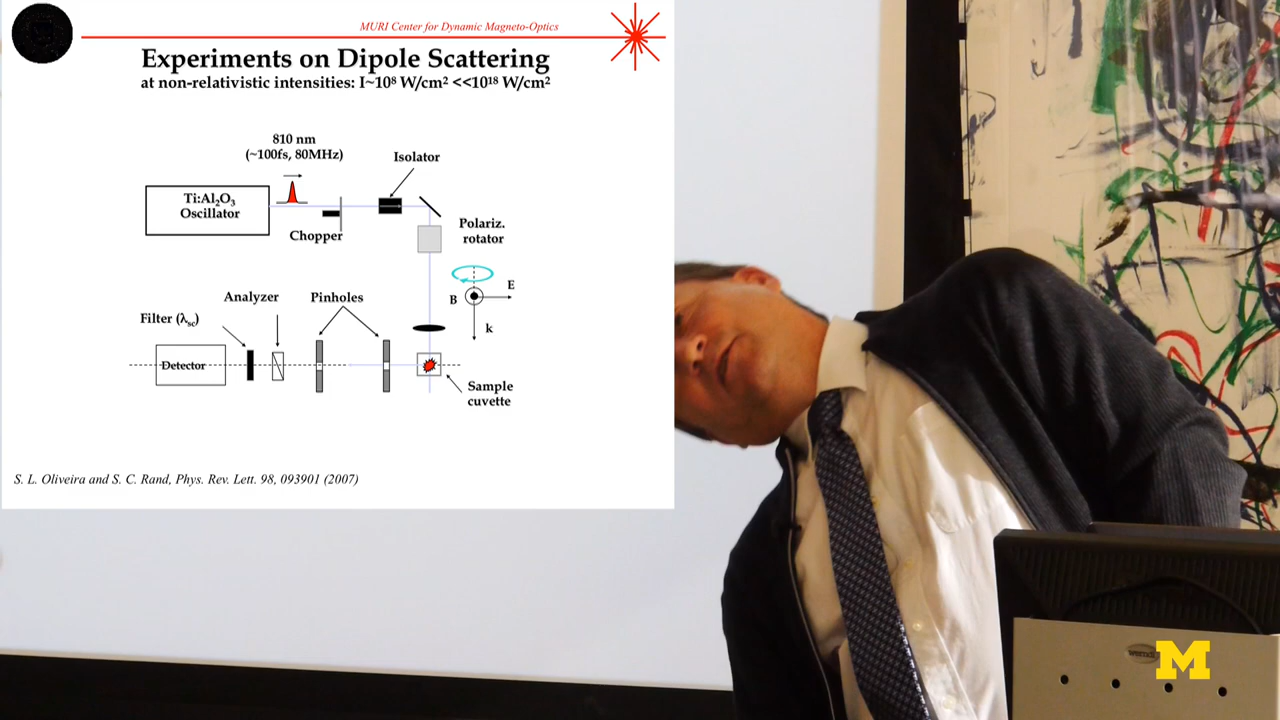 MURI Center for Dynamic Magneto-Optics
Experiments on Dipole Scattering
at non-relativistic intensities: I~10⁸ W/cm² <<10¹⁸ W/cm²
810 nm
(~100fs, 80MHz)
Isolator
Ti:Al₂O₃
Oscillator
Chopper
Polariz.
rotator
E
B
k
Analyzer
Pinholes
Filter (λsc)
Detector
Sample
cuvette
S. L. Oliveira and S. C. Rand, Phys. Rev. Lett. 98, 093901 (2007)
M